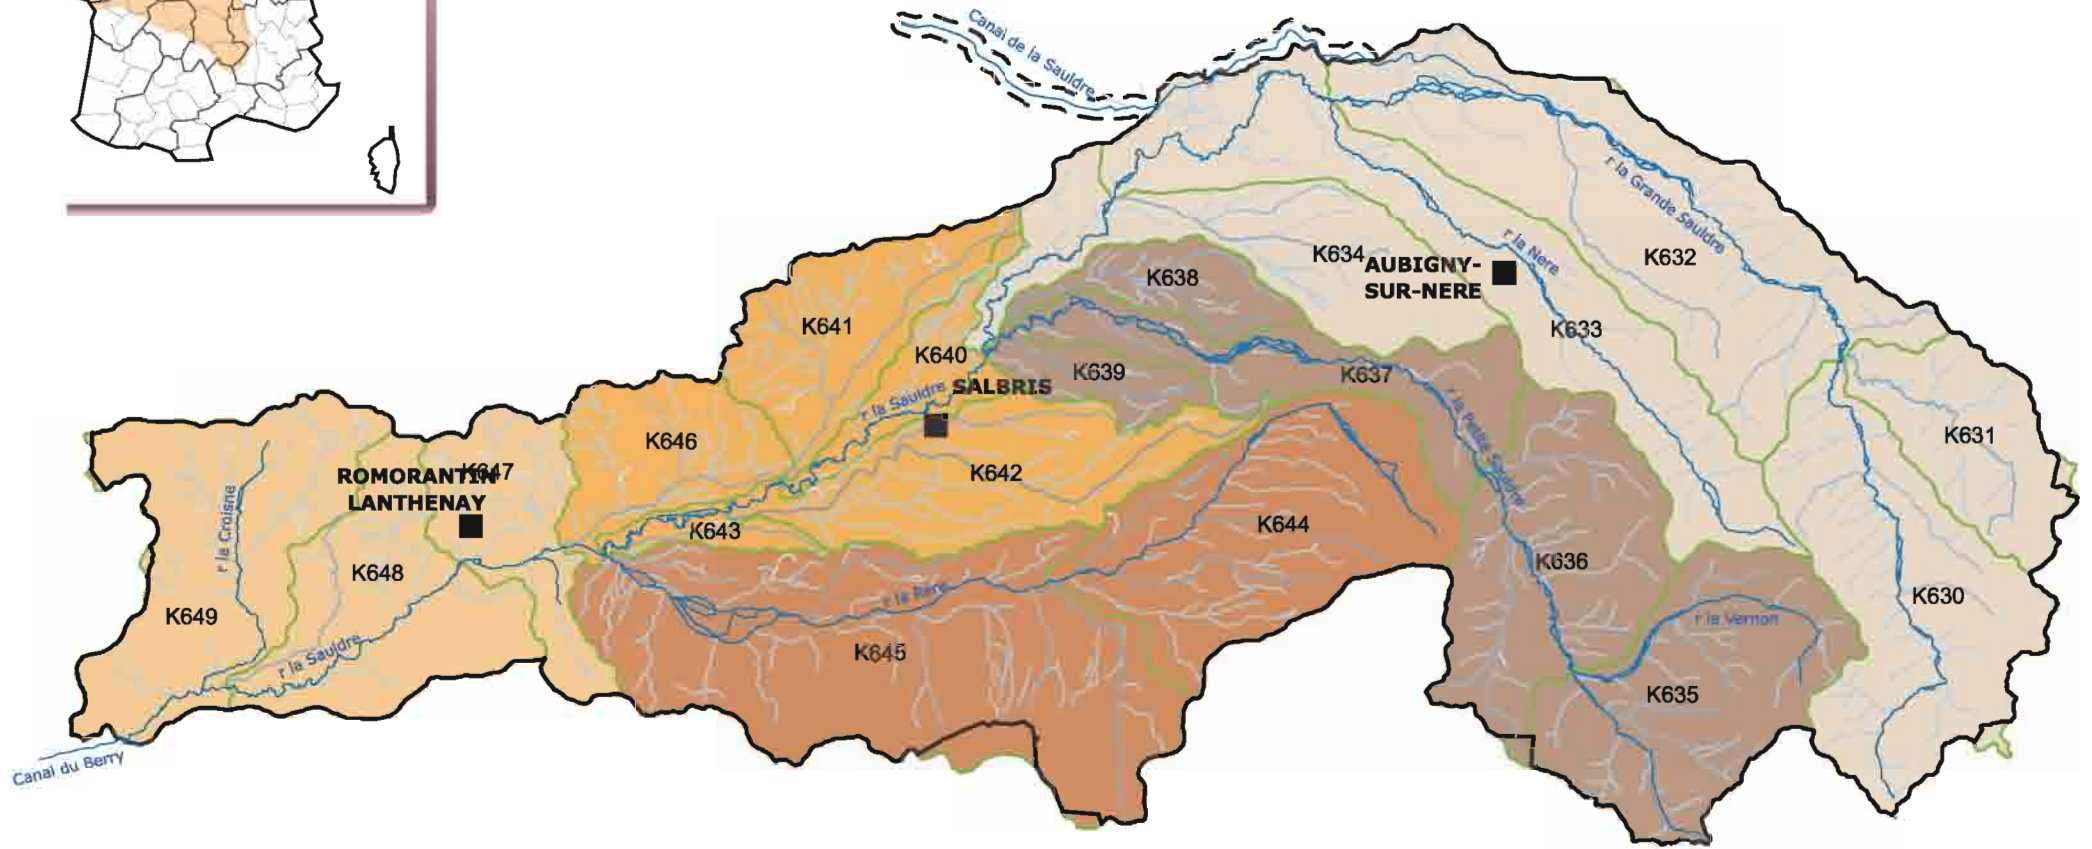 Canal de la Sauldre
r la Grande Sauldre
K634
r la Nere
K632
AUBIGNY-
SUR-NERE
K638
K641
K633
K640
K639
K637
SALBRIS
r la Sauldre
r la Petite Sauldre
K646
K631
K647
ROMORANTIN
LANTHENAY
K642
r la Croisne
K643
K644
K648
K636
r la Rère
K630
K649
r le Vernon
K645
r la Sauldre
K635
Canal du Berry